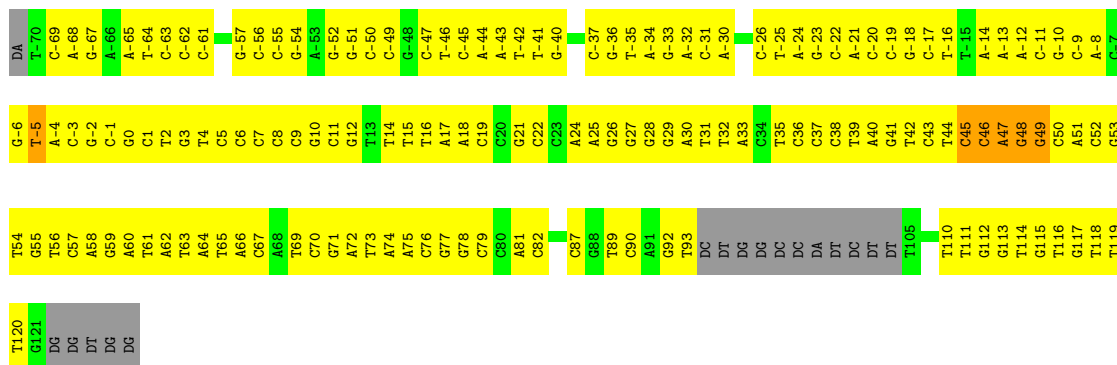 DA T-70 C-69 A-68 G-67 A-66 A-65 T-64 C-63 C-62 C-61 G-57 C-56 C-55 G-54 A-53 G-52 G-51 C-50 C-49 G-48 C-47 T-46 C-45 A-44 A-43 T-42 T-41 G-40 C-37 G-36 T-35 A-34 G-33 A-32 C-31 A-30 C-26 T-25 A-24 G-23 C-22 A-21 C-20 C-19 G-18 C-17 T-16 T-15 A-14 A-13 A-12 C-11 G-10 C-9 A-8 C-7
G-6 T-5 A-4 C-3 G-2 C-1 G0 C1 T2 G3 T4 C5 C6 C7 C8 C9 G10 C11 G12 T13 T14 T15 T16 A17 A18 C19 C20 G21 C22 C23 A24 A25 G26 G27 G28 G29 A30 T31 T32 A33 C34 T35 C36 C37 C38 T39 A40 G41 T42 C43 T44 C45 C46 A47 G48 G49 C50 A51 C52 G53
T54 G55 T56 C57 A58 G59 A60 T61 A62 T63 A64 T65 A66 C67 A68 T69 C70 G71 A72 T73 A74 A75 C76 G77 G78 C79 C80 A81 C82 C87 G88 T89 C90 A91 G92 T93 DC DT DG DG DC DC DA DT DC DT DT T105 T110 T111 G112 G113 T114 G115 T116 G117 T118 T119
T120 G121 DG DG DT DG DG